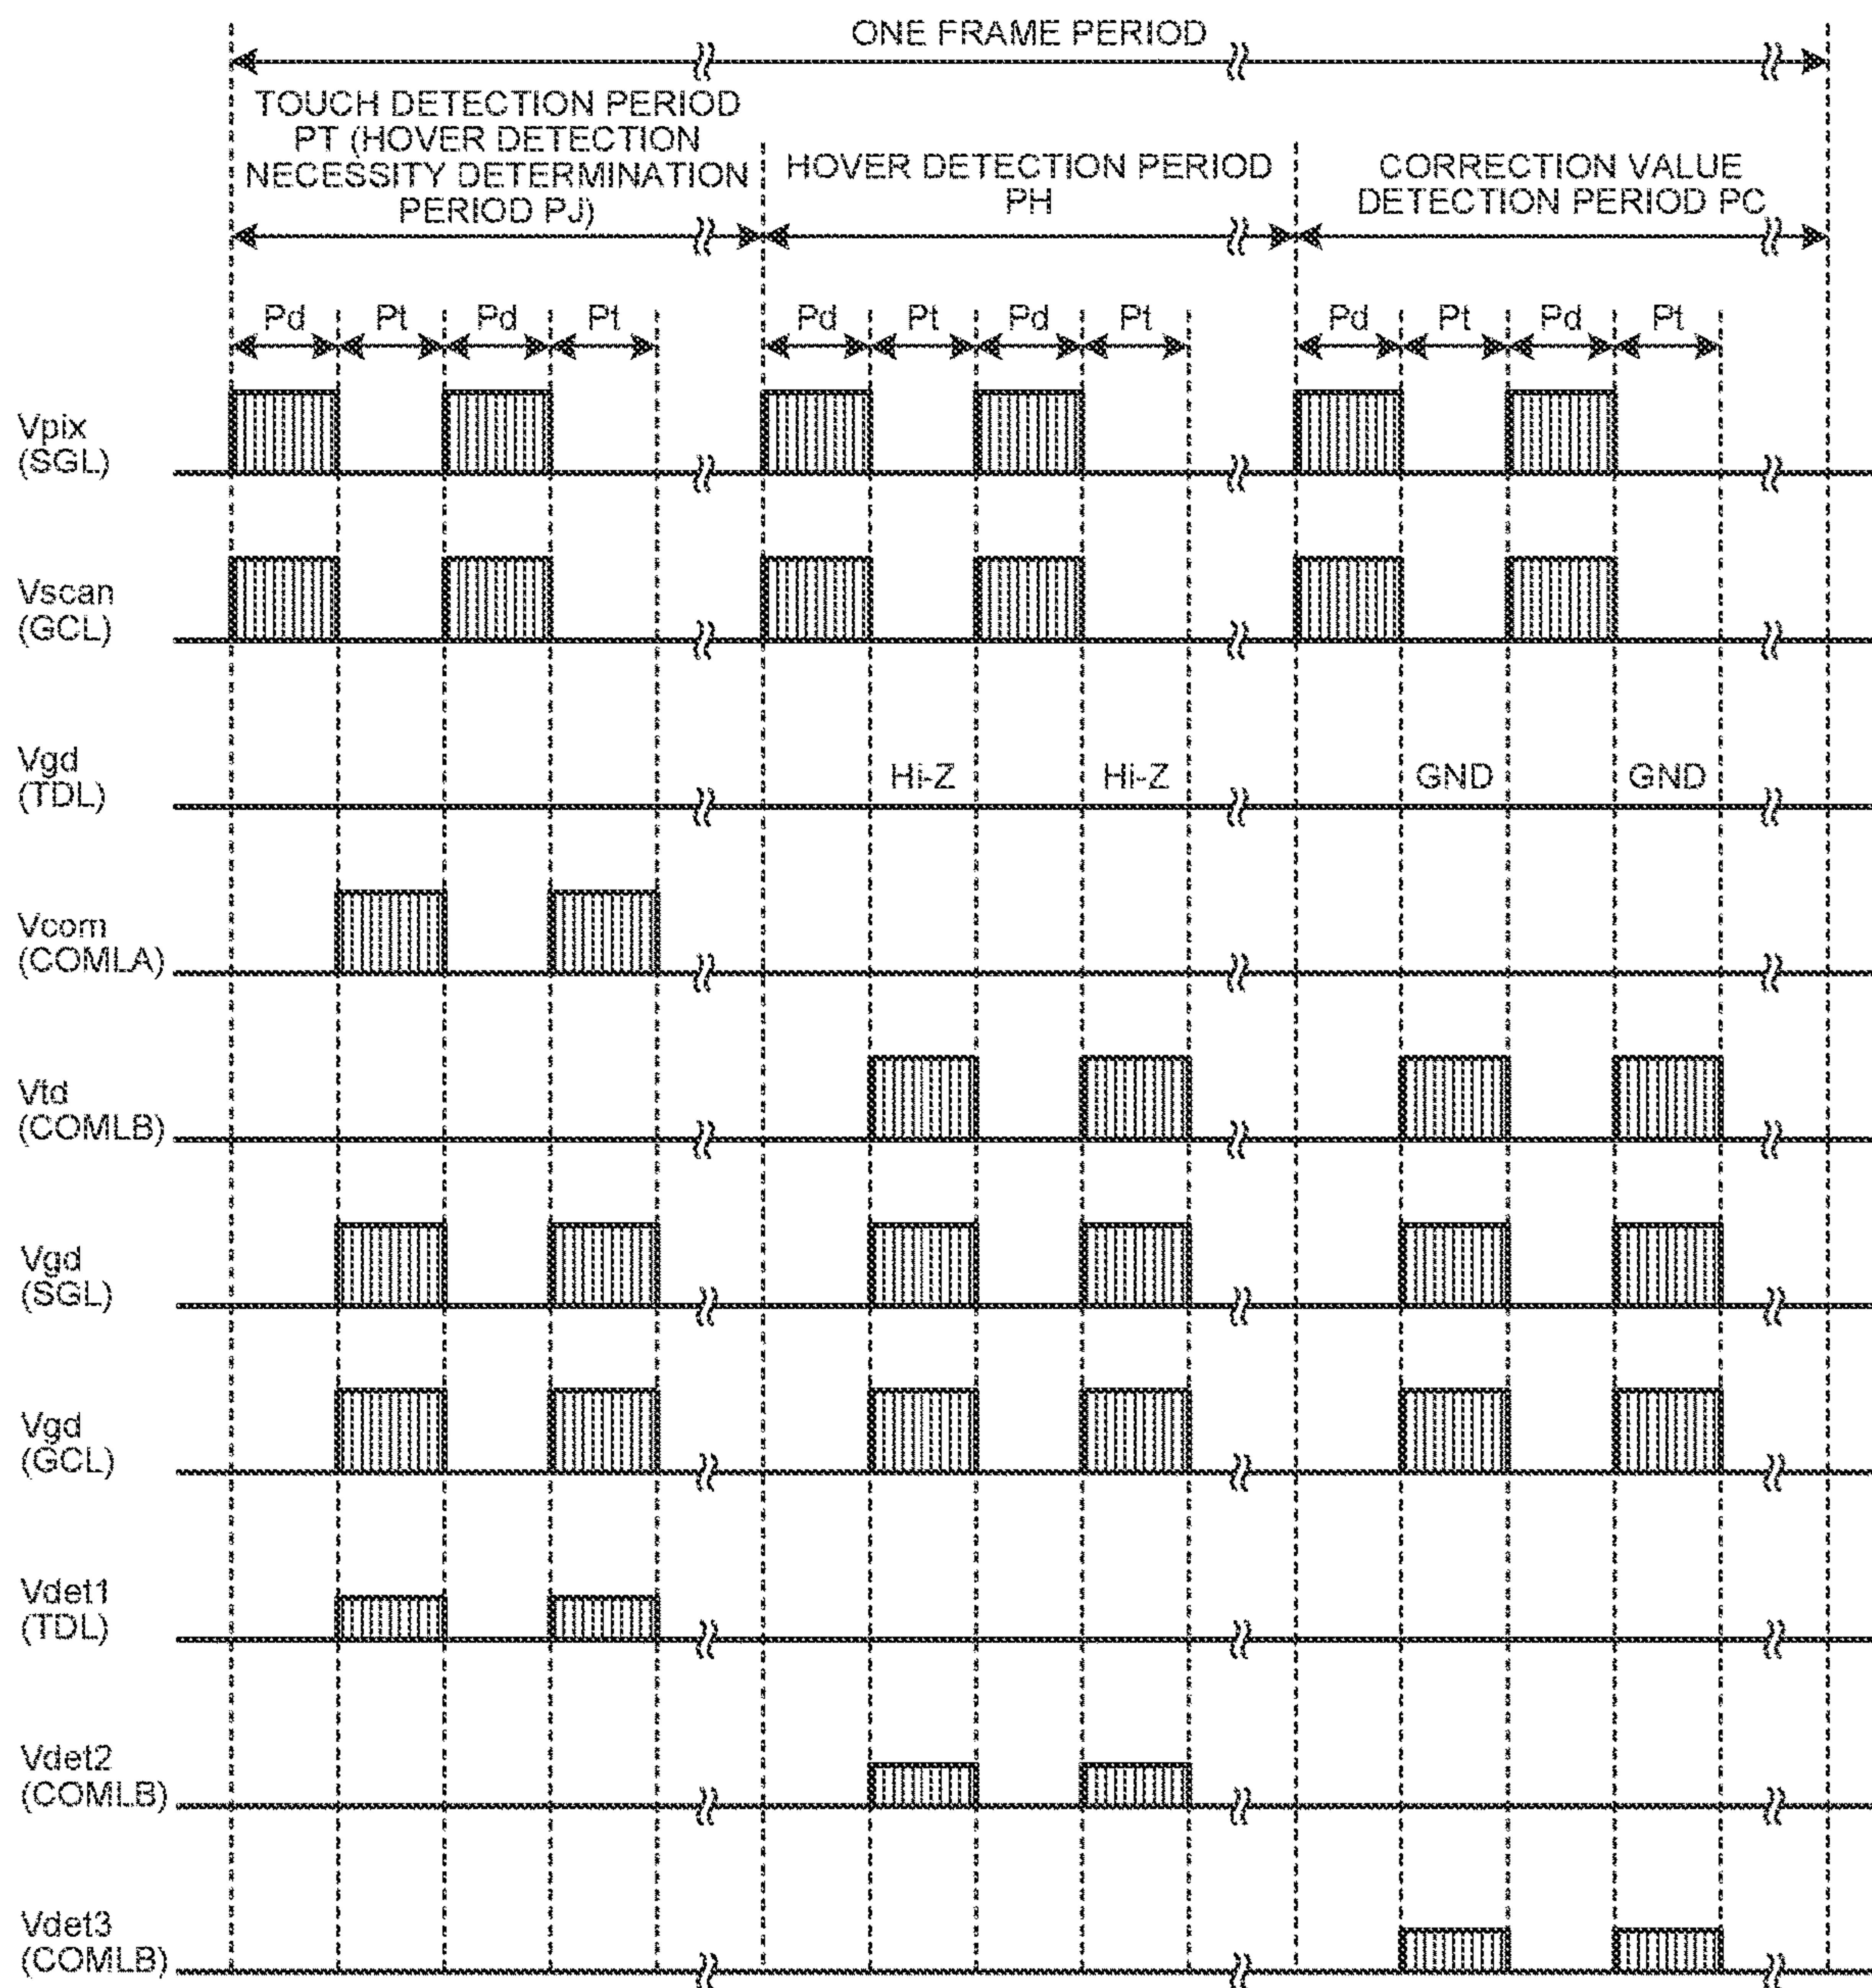 ONE FRAME PERIOD
TOUCH DETECTION PERIOD
PT (HOVER DETECTION
NECESSITY DETERMINATION
PERIOD PJ)
HOVER DETECTION PERIOD
PH
CORRECTION VALUE
DETECTION PERIOD PC
Pd Pt Pd Pt Pd Pt Pd Pt Pd Pt Pd Pt
Vpix
(SGL)
Vscan
(GCL)
Vgd
(TDL)
Hi-Z Hi-Z GND GND
Vcom
(COMLA)
Vtd
(COMLB)
Vgd
(SGL)
Vgd
(GCL)
Vdet1
(TDL)
Vdet2
(COMLB)
Vdet3
(COMLB)